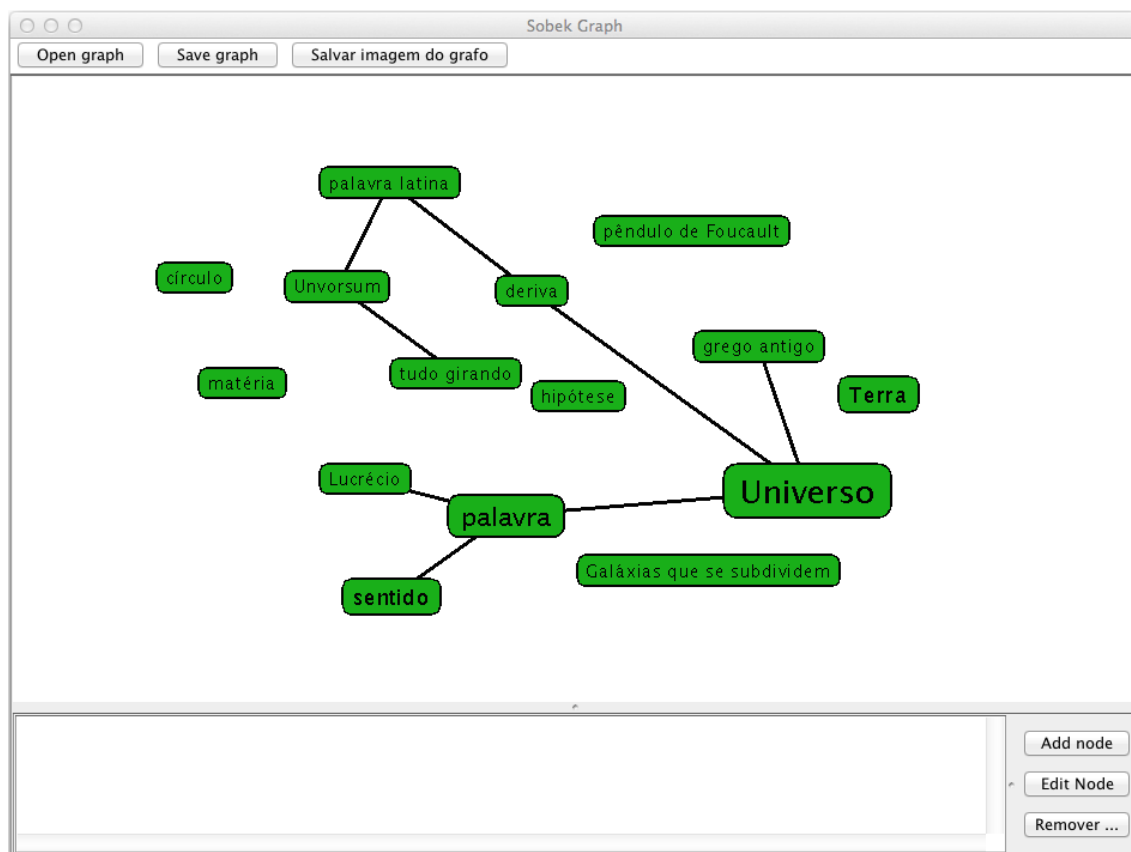 Sobek Graph
Open graph
Save graph
Salvar imagem do grafo
palavra latina
pêndulo de Foucault
círculo
Unvorsum
deriva
grego antigo
tudo girando
matéria
hipótese
Terra
Lucrécio
Universo
palavra
Galáxias que se subdividem
sentido
Add node
Edit Node
Remover ...